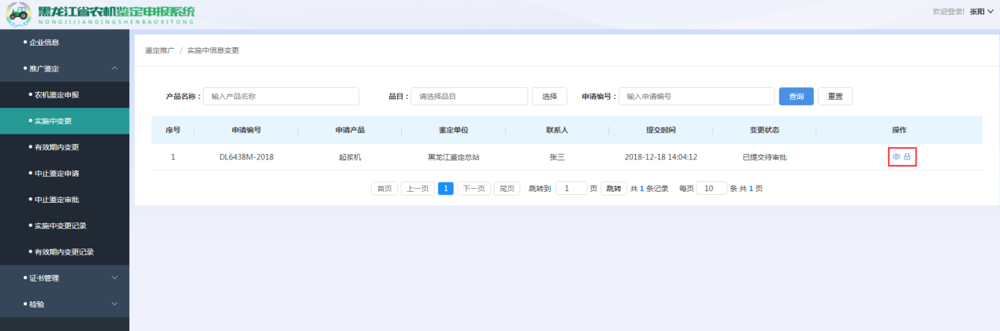 黑龙江省农机鉴定申报系统
NONGJIJIANDINGSHENBAOXITONG
欢迎登录! 张阳
企业信息
推广鉴定
农机鉴定申报
实施中变更
有效期内变更
中止鉴定申请
中止鉴定审批
实施中变更记录
有效期内变更记录
证书管理
检验
鉴定推广 / 实施中信息变更
产品名称: 输入产品名称 品目: 请选择品目 选择 申请编号: 输入申请编号 查询 重置
序号 申请编号 申请产品 鉴定单位 联系人 提交时间 变更状态 操作
1 DL6438M-2018 起浆机 黑龙江鉴定总站 张三 2018-12-18 14:04:12 已提交待审批
首页 上一页 1 下一页 尾页 跳转到 1 页 跳转 共 1 条记录 每页 10 条 共 1 页